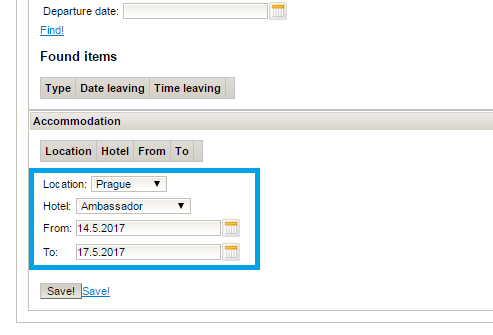 Departure date:
Find!
Found items
Type Date leaving Time leaving
Accommodation
Location Hotel From To
Location: Prague
Hotel: Ambassador
From: 14.5.2017
To: 17.5.2017
Save! Save!